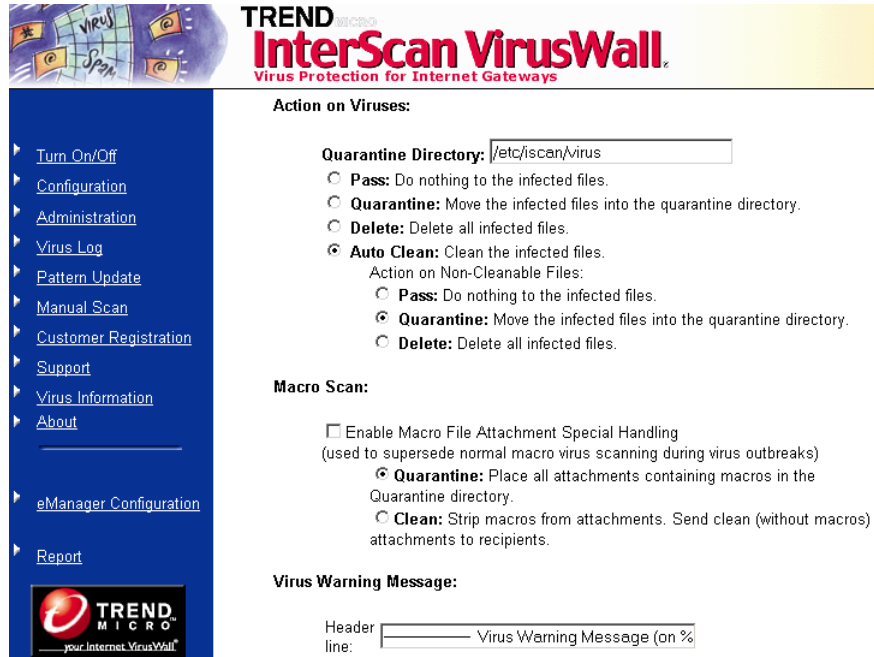 VIRUS
Spam
TREND MICRO
InterScan VirusWall®
Virus Protection for Internet Gateways
Turn On/Off
Configuration
Administration
Virus Log
Pattern Update
Manual Scan
Customer Registration
Support
Virus Information
About
eManager Configuration
Report
TREND
MICRO™
your Internet VirusWall®
Action on Viruses:
Quarantine Directory: /etc/iscan/virus
Pass: Do nothing to the infected files.
Quarantine: Move the infected files into the quarantine directory.
Delete: Delete all infected files.
Auto Clean: Clean the infected files.
Action on Non-Cleanable Files:
Pass: Do nothing to the infected files.
Quarantine: Move the infected files into the quarantine directory.
Delete: Delete all infected files.
Macro Scan:
Enable Macro File Attachment Special Handling
(used to supersede normal macro virus scanning during virus outbreaks)
Quarantine: Place all attachments containing macros in the
Quarantine directory.
Clean: Strip macros from attachments. Send clean (without macros)
attachments to recipients.
Virus Warning Message:
Header
line: ————— Virus Warning Message (on %